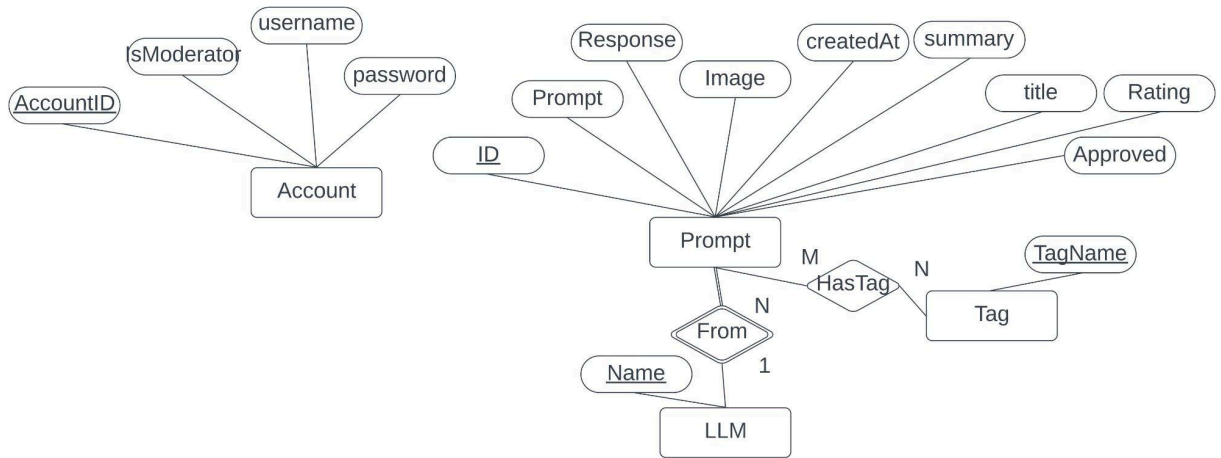 username
IsModerator
password
AccountID
Account
Response
createdAt
summary
Image
Prompt
title
Rating
ID
Approved
Prompt
M
HasTag
N
TagName
Tag
N
From
1
Name
LLM